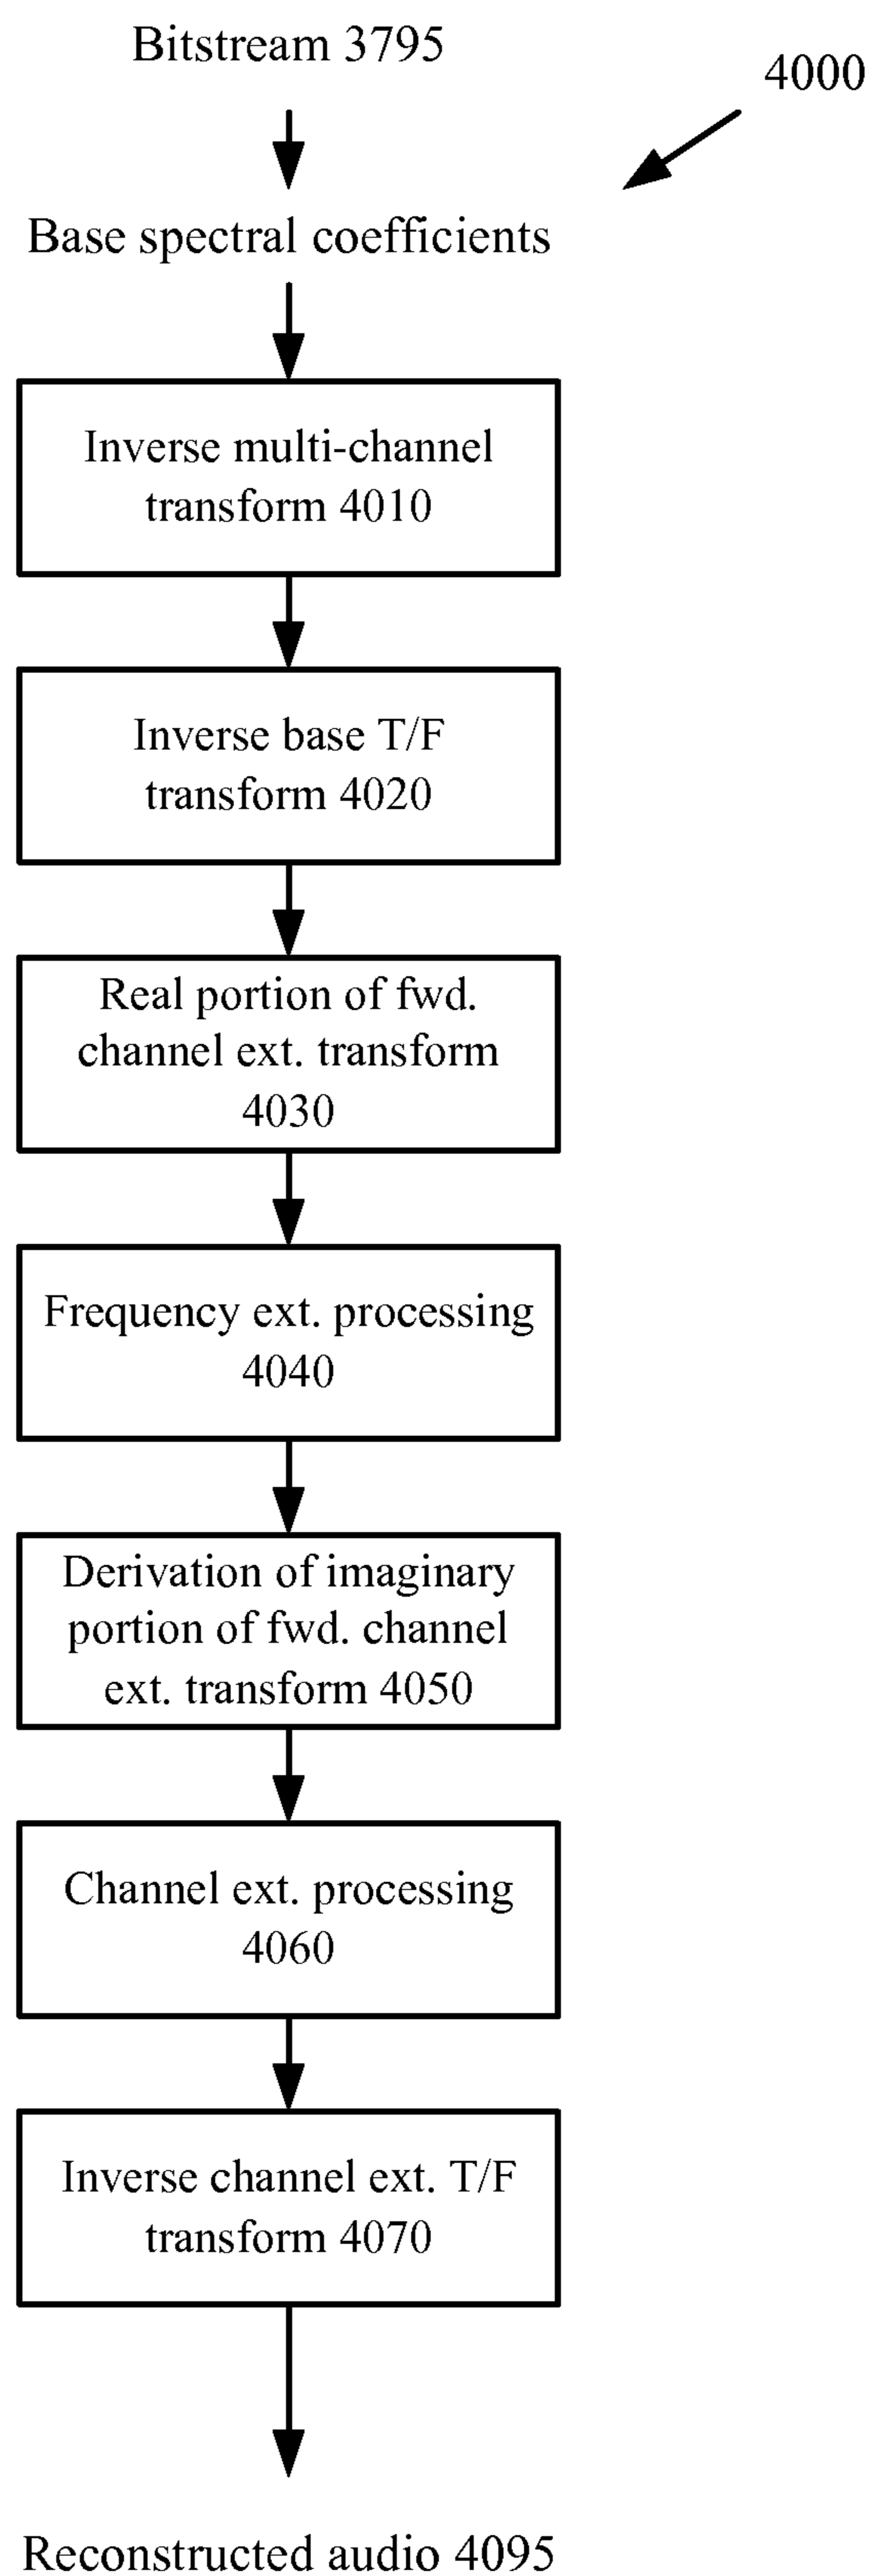 Bitstream 3795
4000
Base spectral coefficients
Inverse multi-channel
transform 4010
Inverse base T/F
transform 4020
Real portion of fwd.
channel ext. transform
4030
Frequency ext. processing
4040
Derivation of imaginary
portion of fwd. channel
ext. transform 4050
Channel ext. processing
4060
Inverse channel ext. T/F
transform 4070
Reconstructed audio 4095